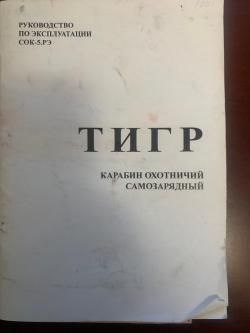 РУКОВОДСТВО
ПО ЭКСПЛУАТАЦИИ
СОК-5.РЭ
ТИГР
КАРАБИН ОХОТНИЧИЙ
САМОЗАРЯДНЫЙ